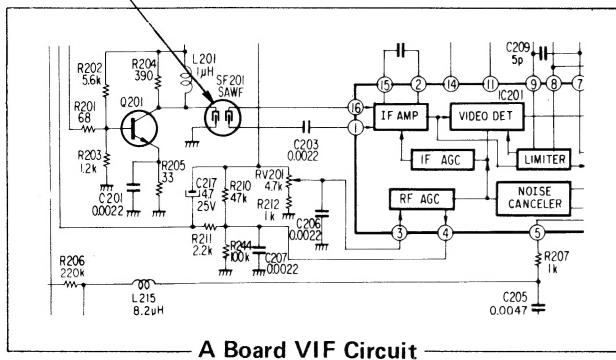 C209
5p
R202
5.6k
R204
390
L201
1μH
SF201
SAWF
15
2
14
11
9
8
7
R201
68
Q201
16
1
IF AMP
VIDEO DET
IC201
C203
0.0022
IF AGC
LIMITER
R203
1.2k
R205
33
C217
4.7
25V
R210
47k
RV201
4.7k
RF AGC
NOISE
CANCELER
C201
0.0022
R212
1k
C206
0.0022
3
4
5
R211
2.2k
R244
100k
C207
0.0022
R207
1k
R206
220k
L215
8.2μH
C205
0.0047
A Board VIF Circuit